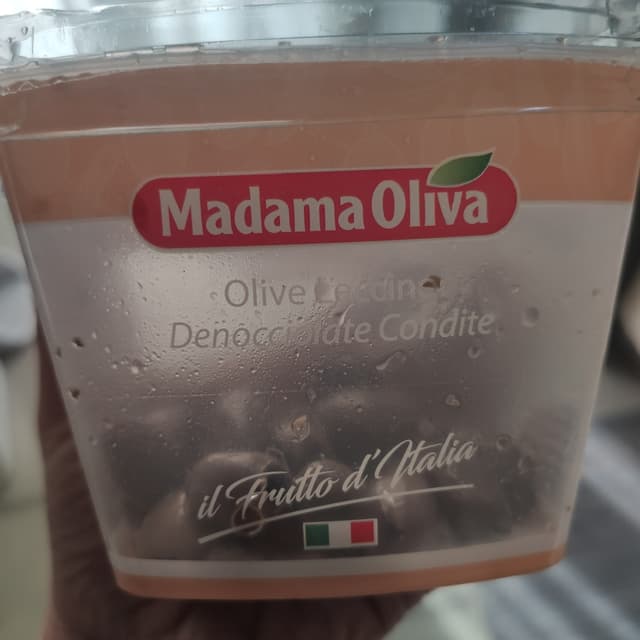 Madama Oliva
Olive Leccino
Denocciolate Condite
il Frutto d'Italia